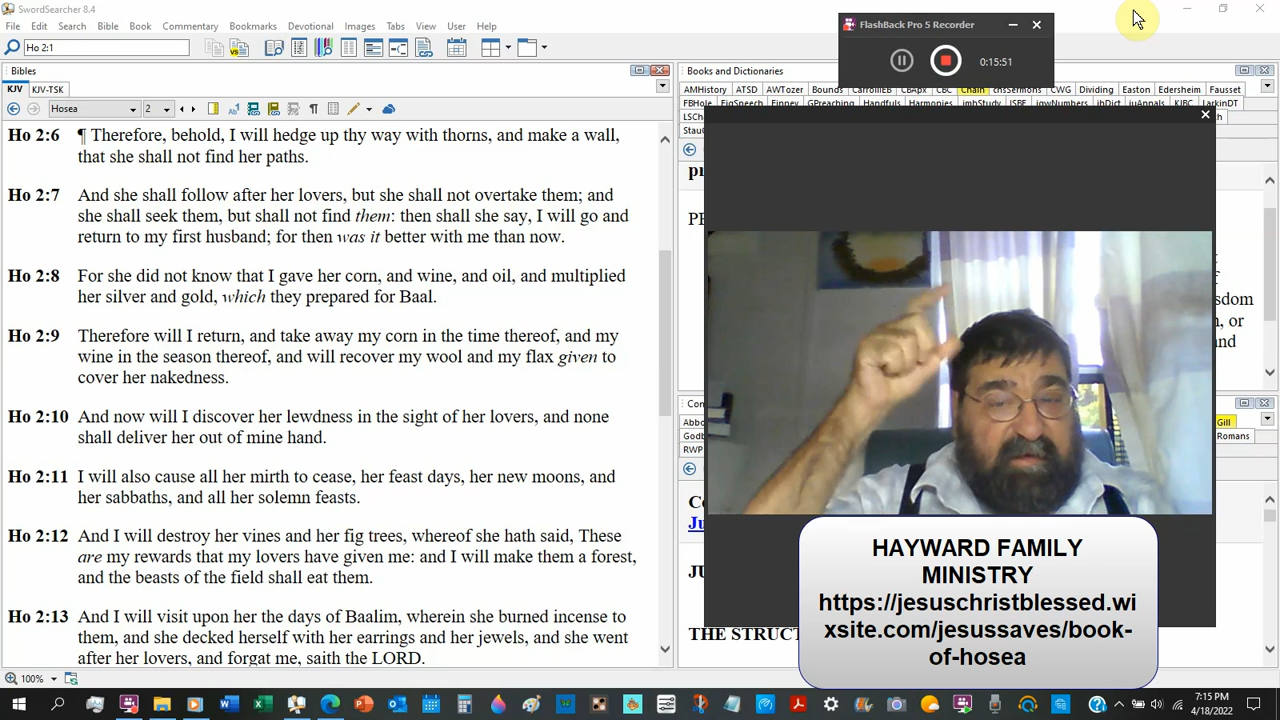 SwordSearcher 8.4
File Edit Search Bible Book Commentary Bookmarks Devotional Images Tabs View User Help
Ho 2:1
FlashBack Pro 5 Recorder
0:15:51
Bibles
KJV KJV-TSK
Hosea 2
Ho 2:6 ¶ Therefore, behold, I will hedge up thy way with thorns, and make a wall,
that she shall not find her paths.
Ho 2:7 And she shall follow after her lovers, but she shall not overtake them; and
she shall seek them, but shall not find them: then shall she say, I will go and
return to my first husband; for then was it better with me than now.
Ho 2:8 For she did not know that I gave her corn, and wine, and oil, and multiplied
her silver and gold, which they prepared for Baal.
Ho 2:9 Therefore will I return, and take away my corn in the time thereof, and my
wine in the season thereof, and will recover my wool and my flax given to
cover her nakedness.
Ho 2:10 And now will I discover her lewdness in the sight of her lovers, and none
shall deliver her out of mine hand.
Ho 2:11 I will also cause all her mirth to cease, her feast days, her new moons, and
her sabbaths, and all her solemn feasts.
Ho 2:12 And I will destroy her vines and her fig trees, whereof she hath said, These
are my rewards that my lovers have given me: and I will make them a forest,
and the beasts of the field shall eat them.
Ho 2:13 And I will visit upon her the days of Baalim, wherein she burned incense to
them, and she decked herself with her earrings and her jewels, and she went
after her lovers, and forgat me, saith the LORD.
100%
Books and Dictionaries
AMHistory ATSD AWTozer Bounds CarrollEB CBApx CBC Chain chsSermons CWG Dividing Easton Edersheim Fausset
FBHole FigSpeech Finney GPreaching Handfuls Harmonies
and
Gill
Romans
RWP
THE STRUCT
HAYWARD FAMILY
MINISTRY
https://jesuschristblessed.wi
xsite.com/jesussaves/book-
of-hosea
7:15 PM
4/18/2022